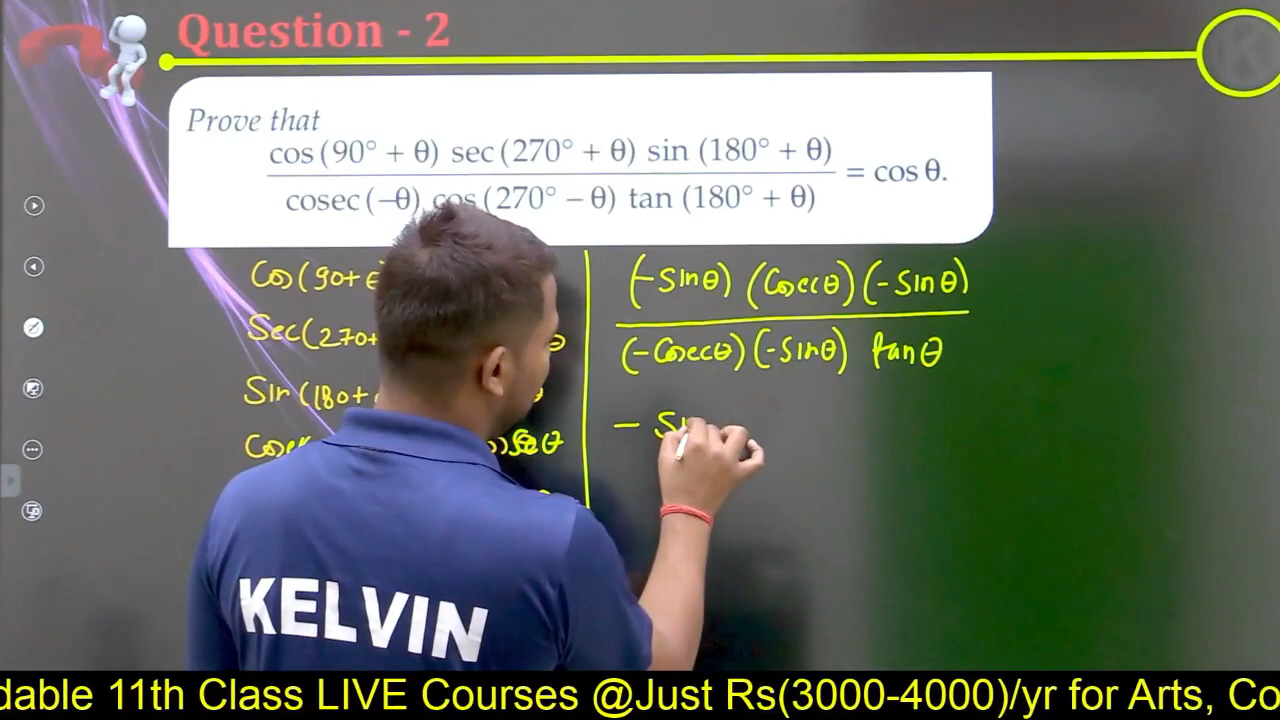 Question - 2
Prove that
cos (90° + θ) sec (270° + θ) sin (180° + θ)
cosec (–θ) cos (270° – θ) tan (180° + θ)
= cos θ.
Cos(90+
Sec(270+
Sin (180+
(-Sinθ) (Cosecθ) (-Sinθ)
(-Cosecθ) (-Sinθ) tanθ
-
KELVIN
dable 11th Class LIVE Courses @Just Rs(3000-4000)/yr for Arts, Co